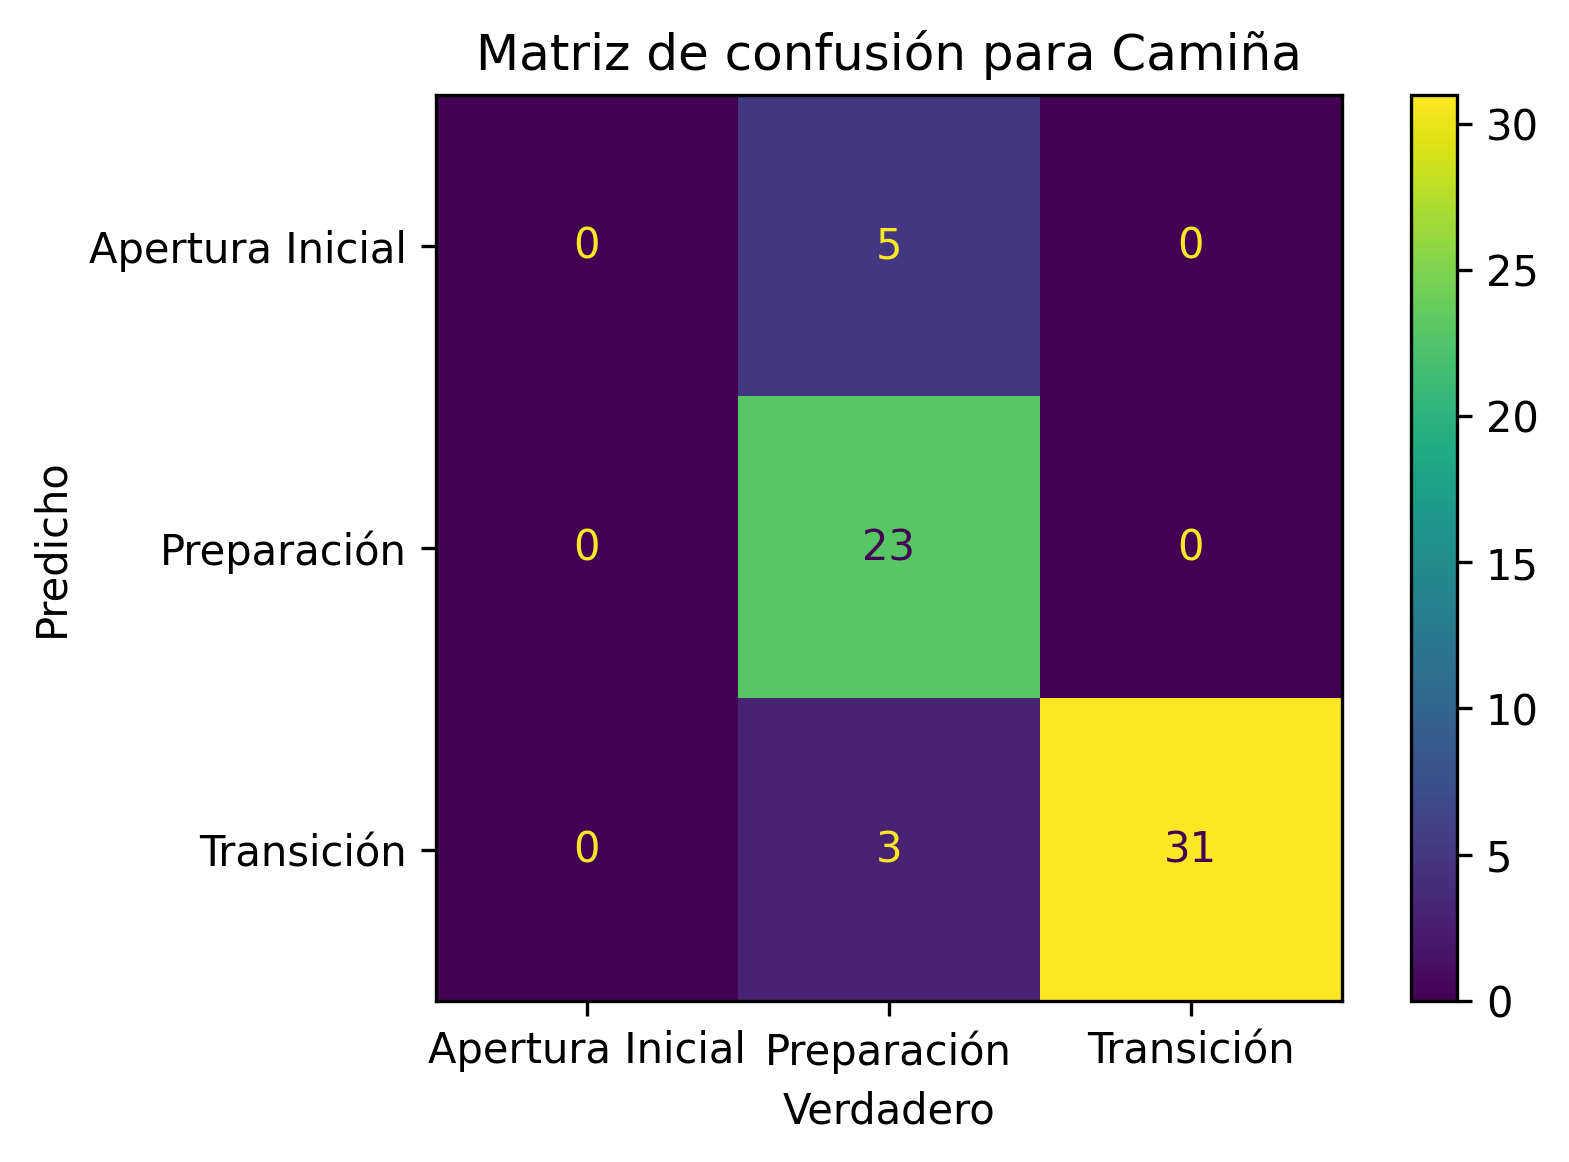 Matriz de confusión para Camiña
Predicho
Apertura Inicial
0
5
0
Preparación
0
23
0
Transición
0
3
31
Apertura Inicial
Preparación
Transición
Verdadero
30
25
20
15
10
5
0